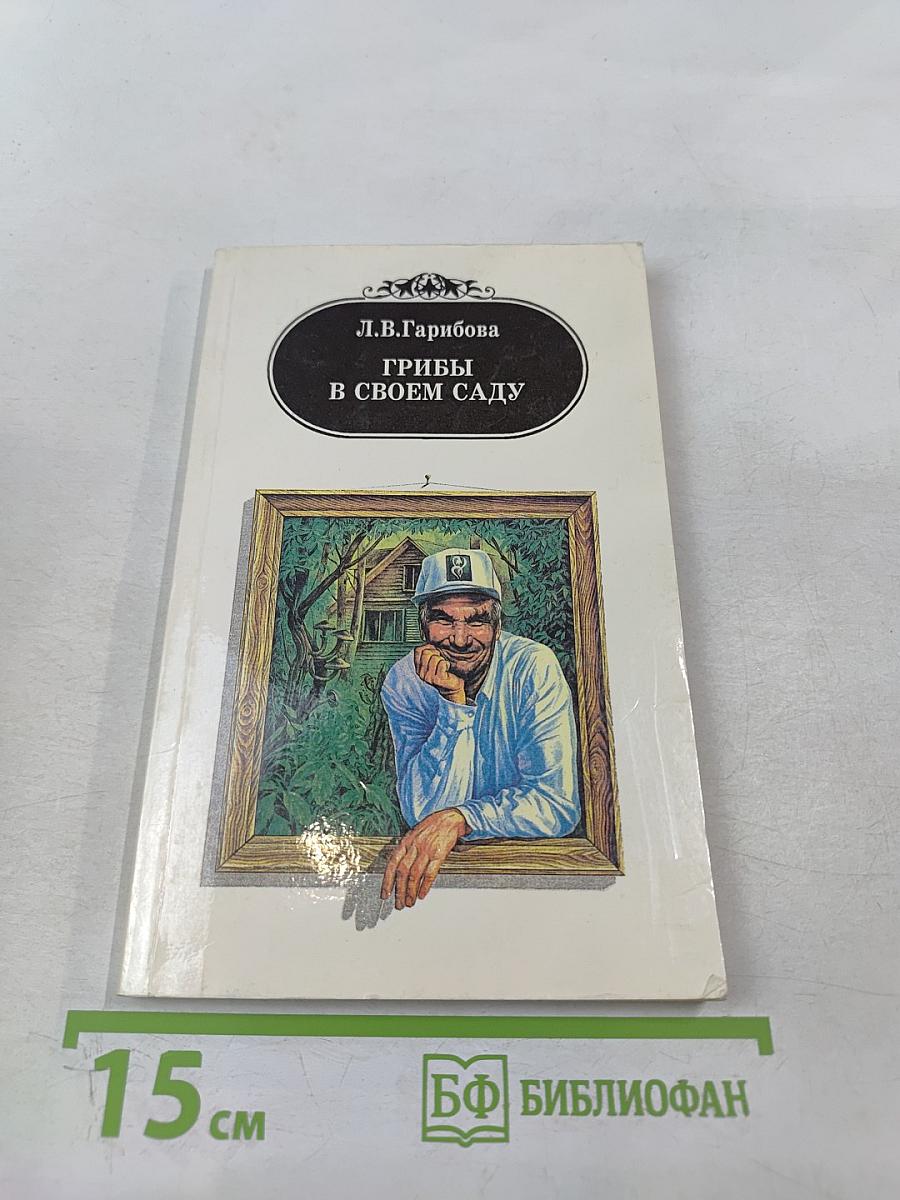 Л.В.Гарибова
ГРИБЫ
В СВОЕМ САДУ
15 см
БФ БИБЛИОФАН